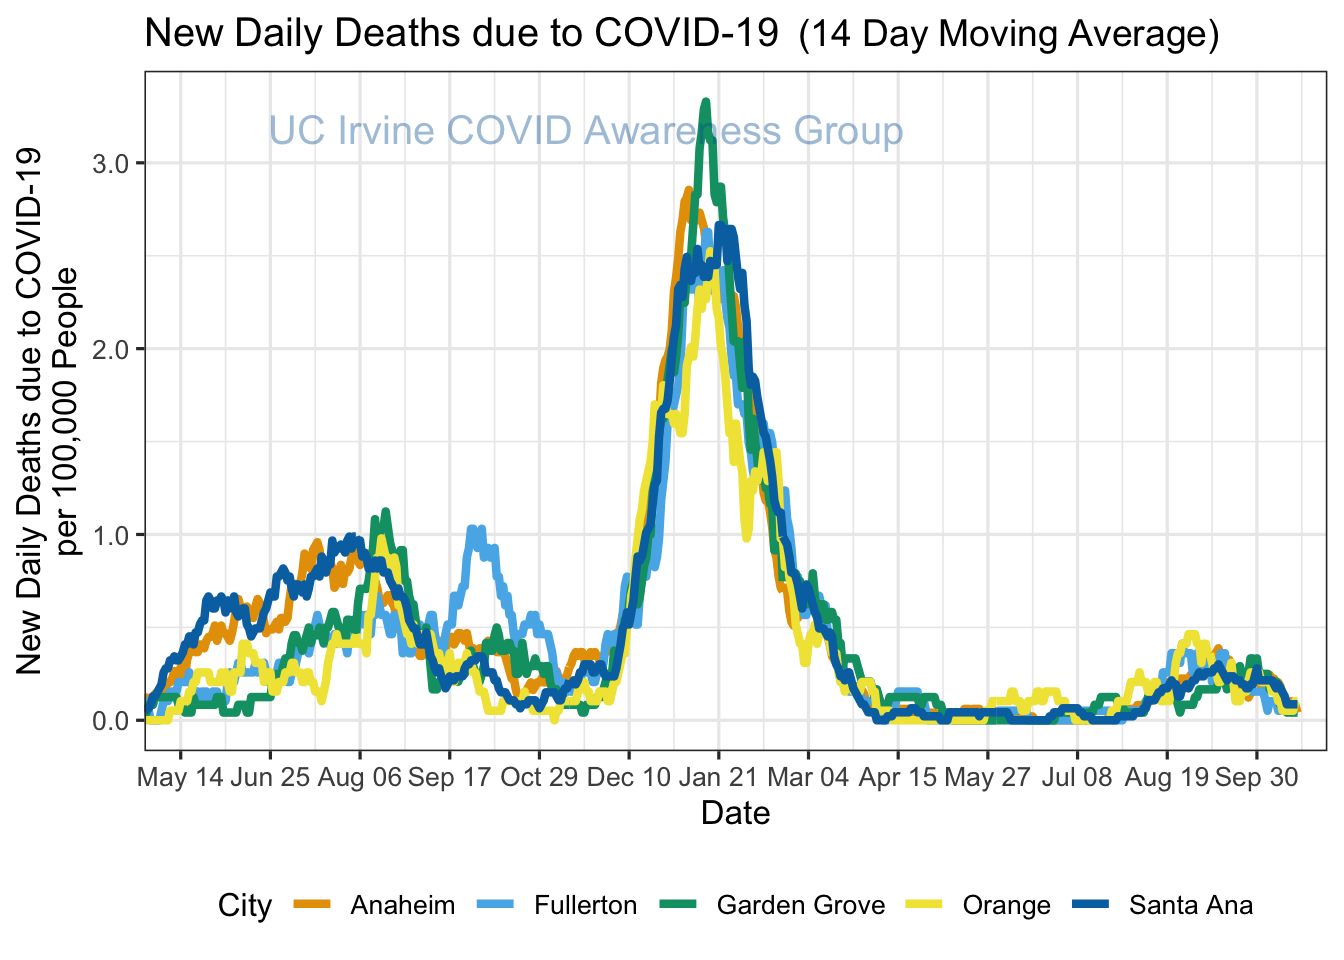 New Daily Deaths due to COVID-19 (14 Day Moving Average)
UC Irvine COVID Awareness Group
New Daily Deaths due to COVID-19
per 100,000 People
3.0
2.0
1.0
0.0
May 14 Jun 25 Aug 06 Sep 17 Oct 29 Dec 10 Jan 21 Mar 04 Apr 15 May 27 Jul 08 Aug 19 Sep 30
Date
City Anaheim Fullerton Garden Grove Orange Santa Ana